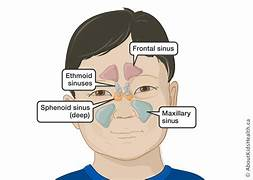 Frontal sinus
Ethmoid
sinuses
Sphenoid sinus
(deep)
Maxillary
sinus
© AboutKidsHealth.ca